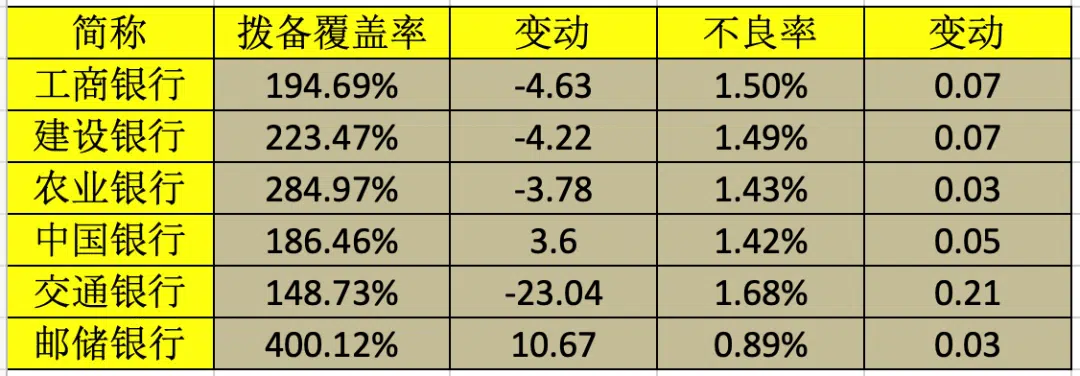 简称 拨备覆盖率 变动 不良率 变动
工商银行 194.69% -4.63 1.50% 0.07
建设银行 223.47% -4.22 1.49% 0.07
农业银行 284.97% -3.78 1.43% 0.03
中国银行 186.46% 3.6 1.42% 0.05
交通银行 148.73% -23.04 1.68% 0.21
邮储银行 400.12% 10.67 0.89% 0.03